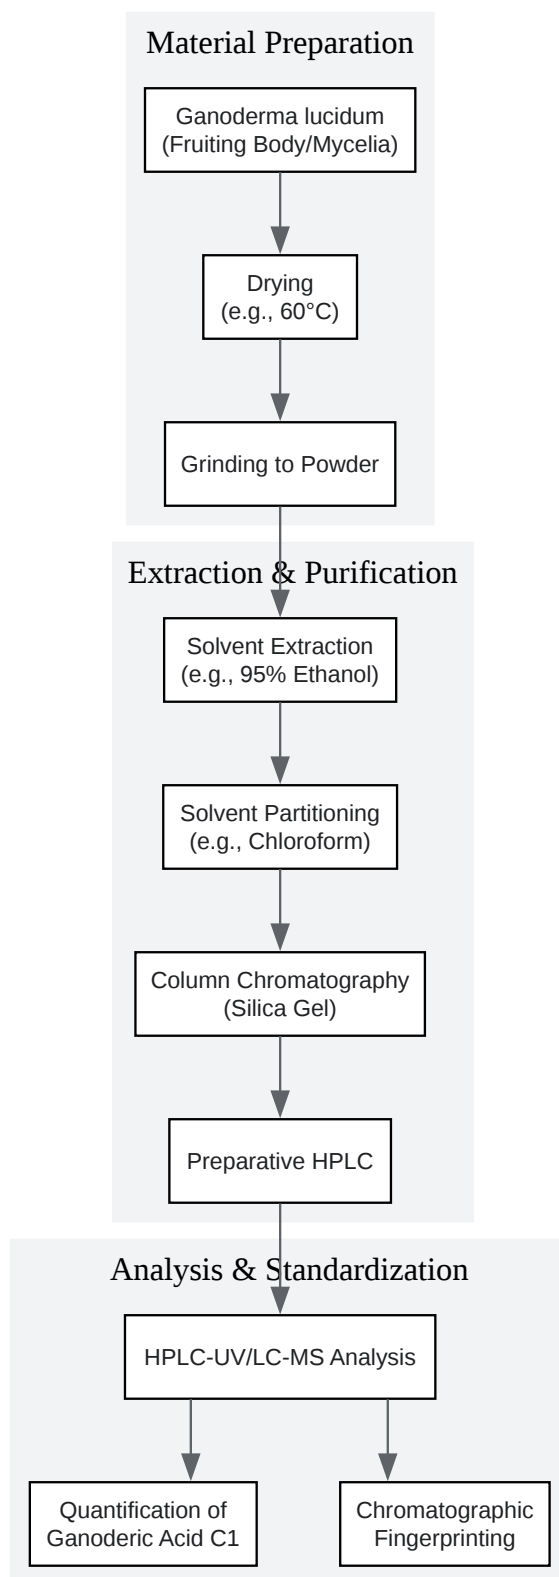 Material Preparation
Ganoderma lucidum
(Fruiting Body/Mycelia)
Drying
(e.g., 60°C)
Grinding to Powder
Extraction & Purification
Solvent Extraction
(e.g., 95% Ethanol)
Solvent Partitioning
(e.g., Chloroform)
Column Chromatography
(Silica Gel)
Preparative HPLC
Analysis & Standardization
HPLC-UV/LC-MS Analysis
Quantification of
Ganoderic Acid C1
Chromatographic
Fingerprinting